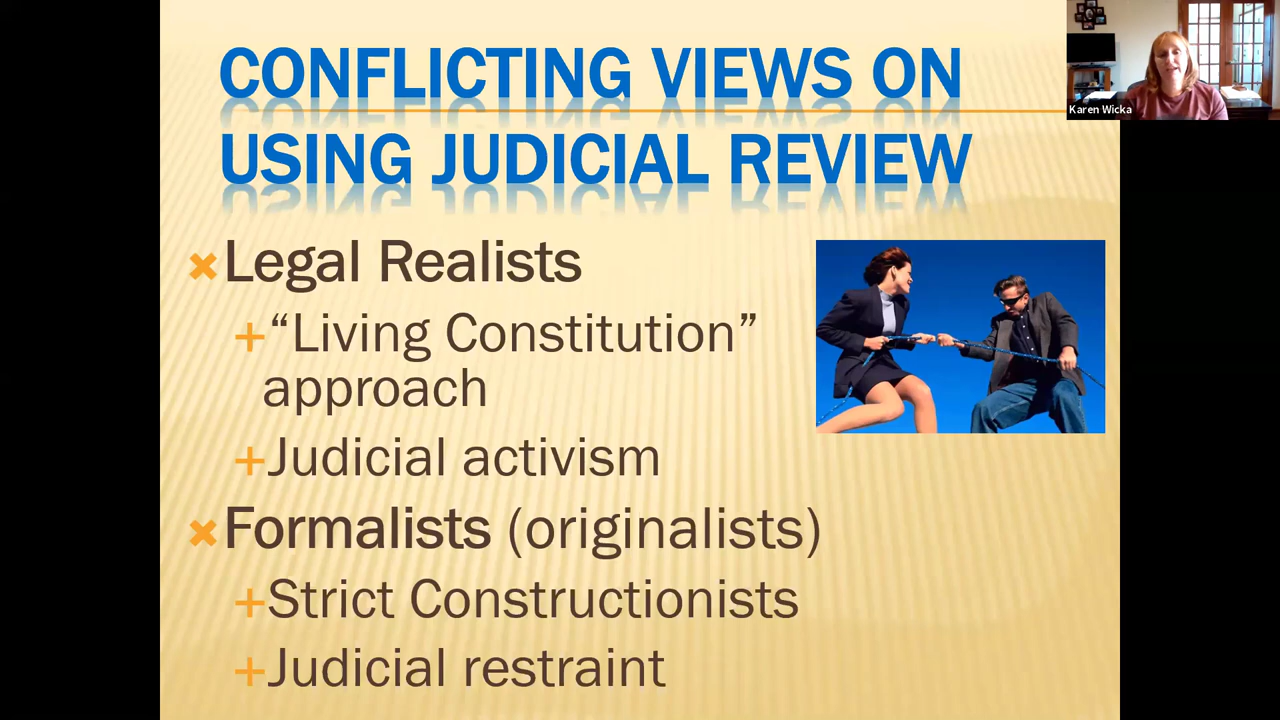 CONFLICTING VIEWS ON
USING JUDICIAL REVIEW
Karen Wicka
Legal Realists
“Living Constitution”
approach
Judicial activism
Formalists (originalists)
Strict Constructionists
Judicial restraint